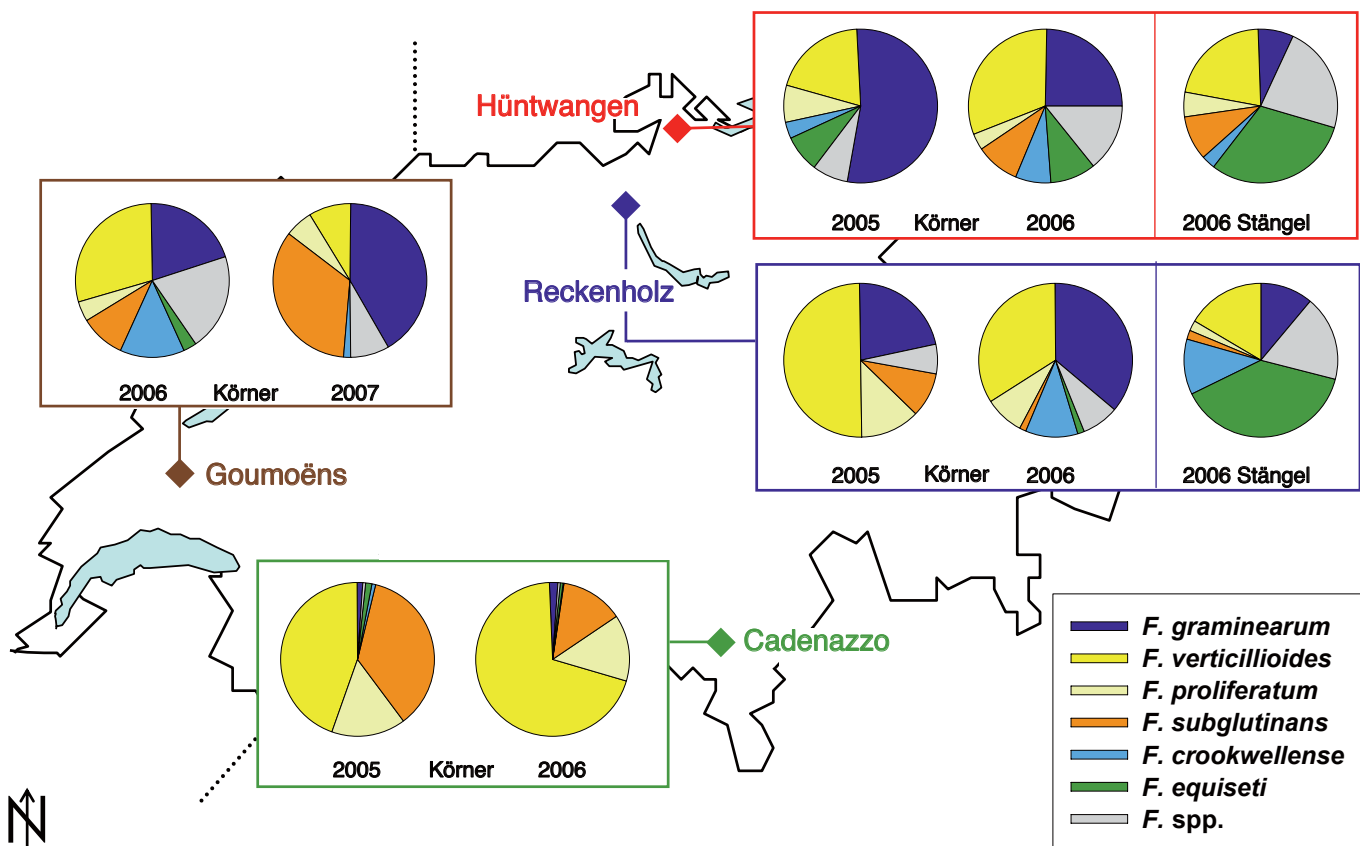 Hüntwangen
2005 Körner 2006
2006 Stängel
Reckenholz
2005 Körner 2006
2006 Stängel
2006 Körner 2007
Goumoëns
Cadenazzo
2005 Körner 2006
F. graminearum
F. verticillioides
F. proliferatum
F. subglutinans
F. crookwellense
F. equiseti
F. spp.
N